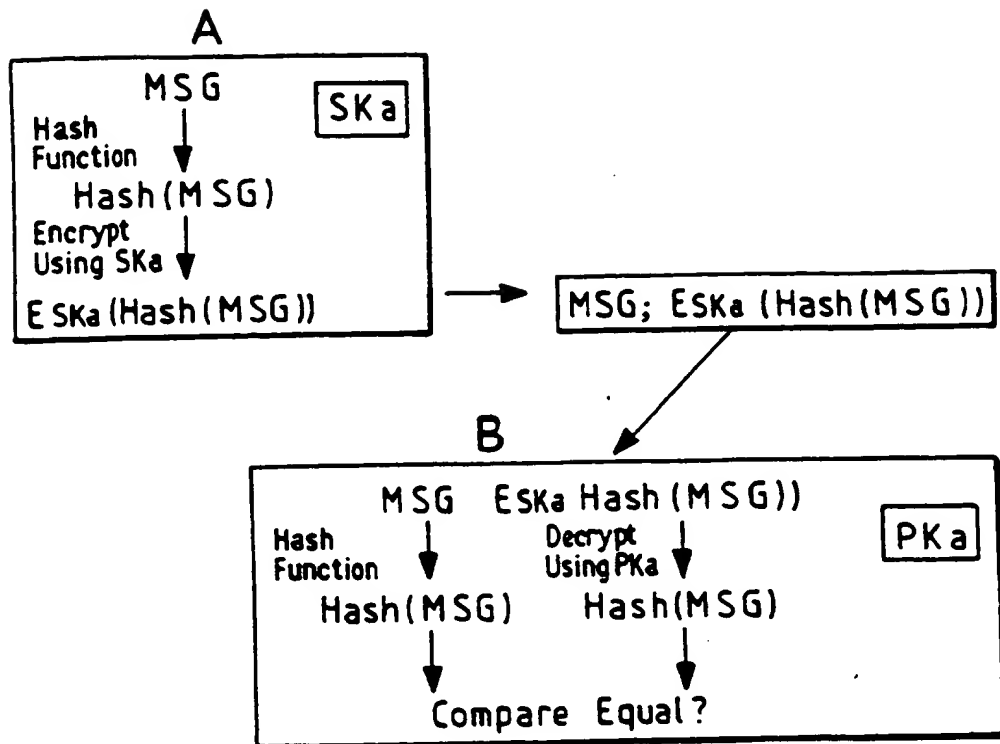 A
MSG
SKa
Hash
Function
Hash(MSG)
Encrypt
Using SKa
ESKa(Hash(MSG))
MSG; ESKa (Hash(MSG))
B
MSG ESKa Hash(MSG))
PKa
Hash
Function
Decrypt
Using PKa
Hash(MSG) Hash(MSG)
Compare Equal?